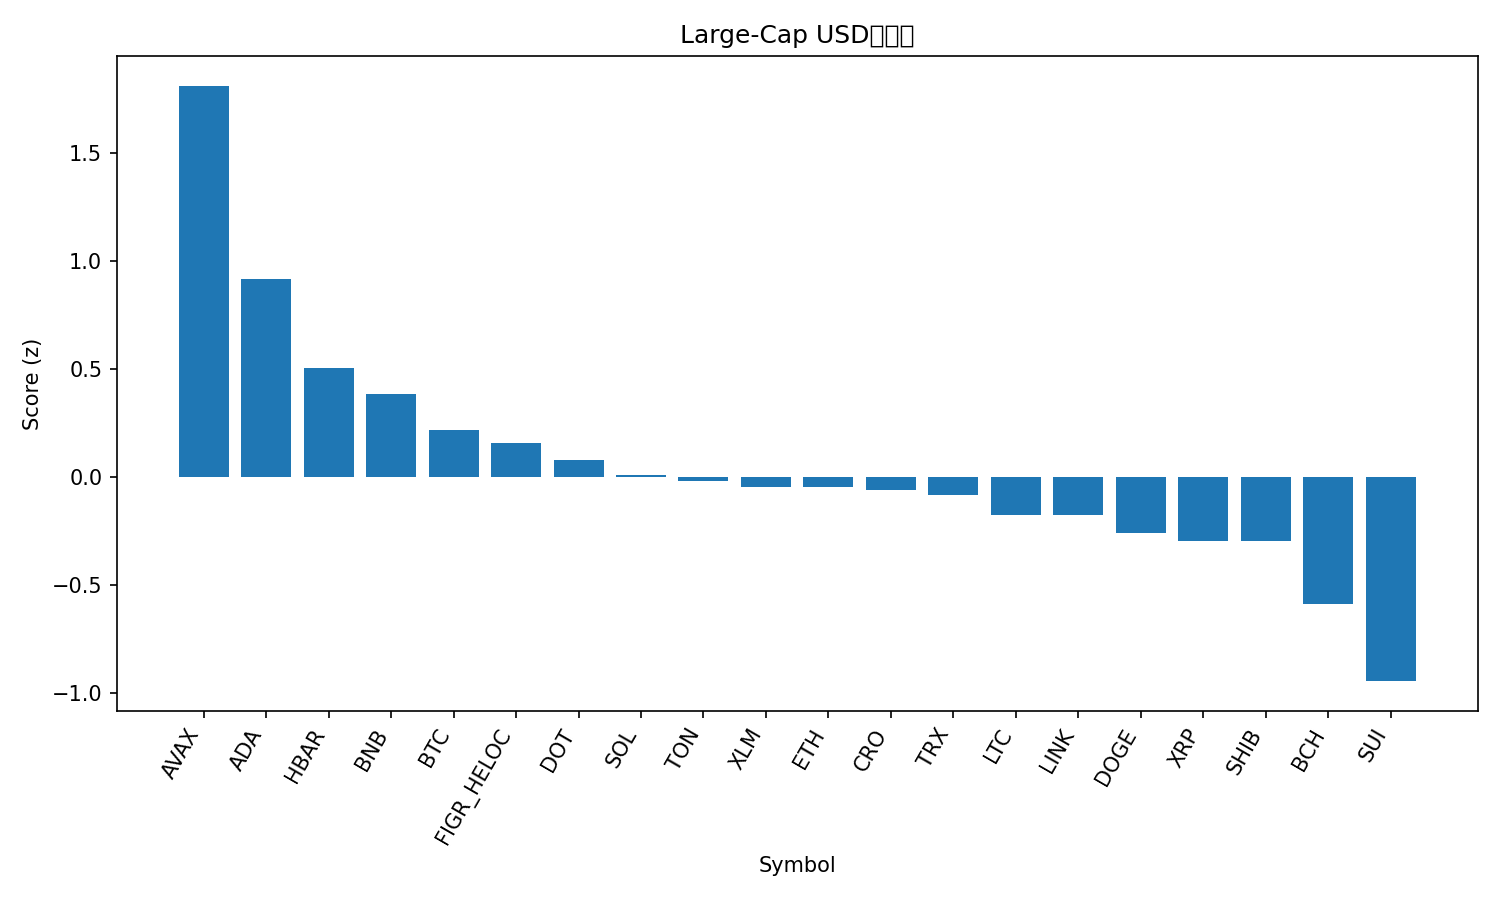 Large-Cap USD
Score (z)
1.5
1.0
0.5
0.0
−0.5
−1.0
AVAX
ADA
HBAR
BNB
BTC
FIGR_HELOC
DOT
SOL
TON
XLM
ETH
CRO
TRX
LTC
LINK
DOGE
XRP
SHIB
BCH
SUI
Symbol